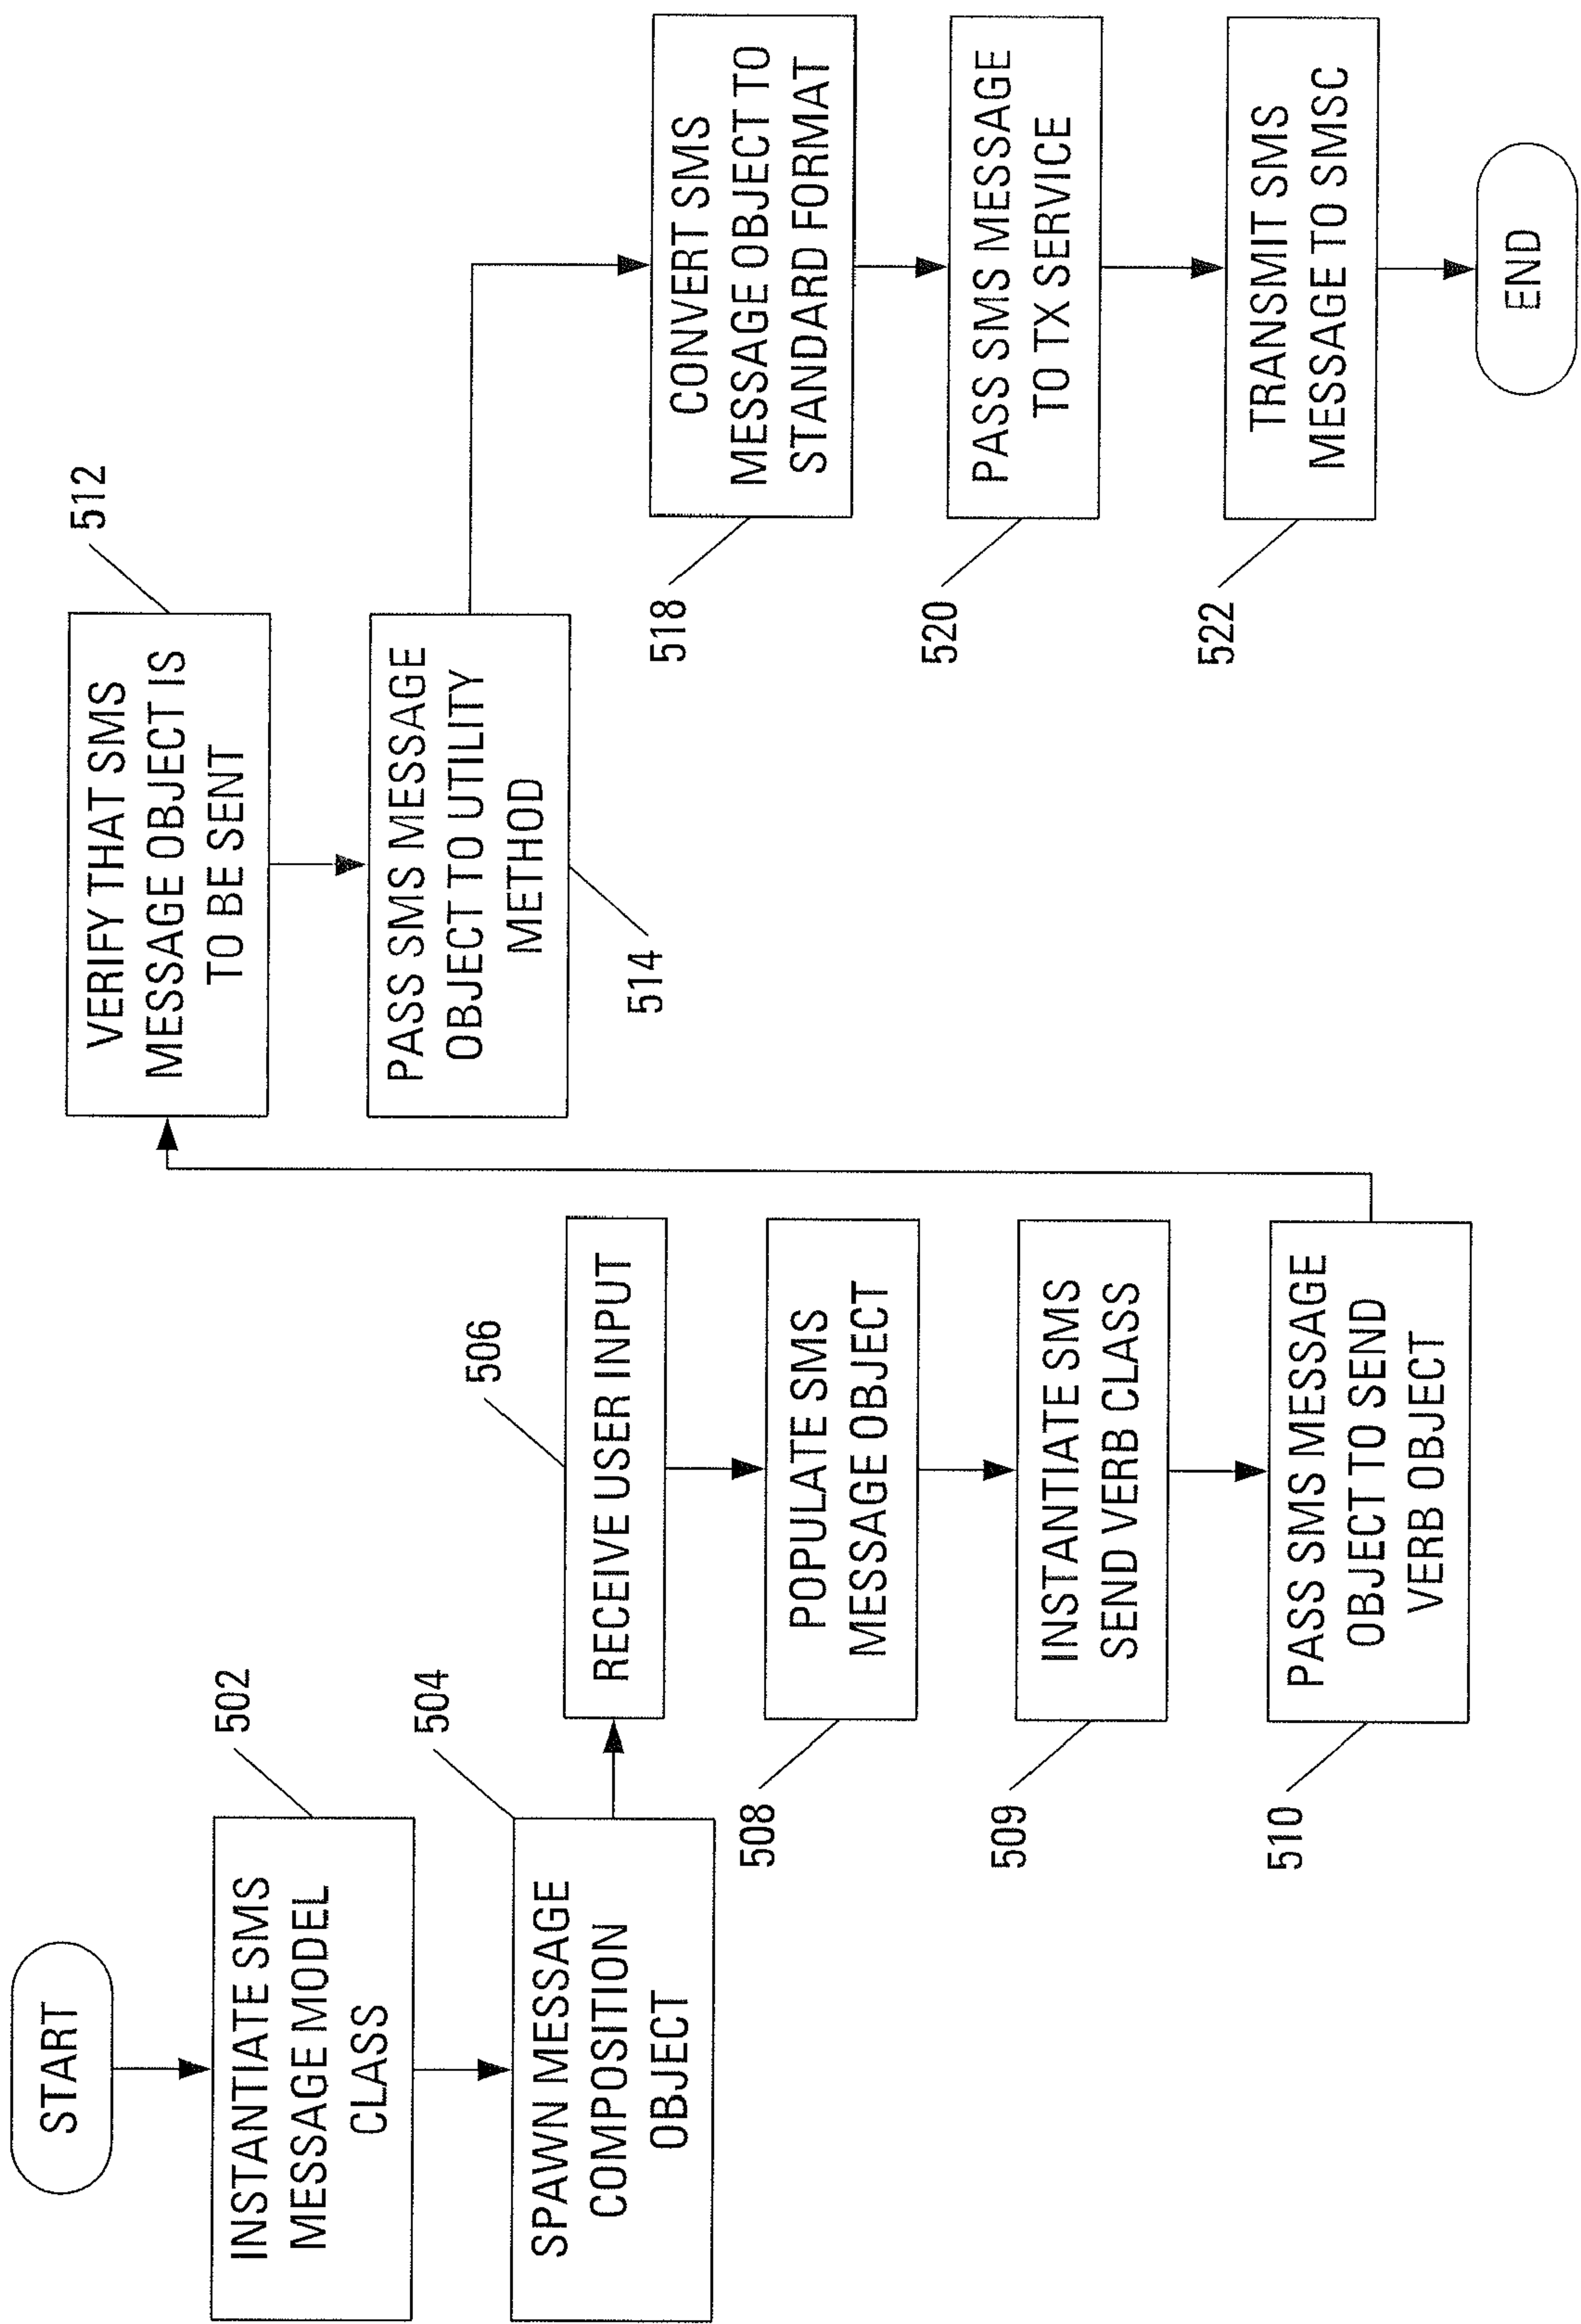 START
INSTANTIATE SMS
MESSAGE MODEL
CLASS
502
SPAWN MESSAGE
COMPOSITION
OBJECT
504
RECEIVE USER INPUT
506
POPULATE SMS
MESSAGE OBJECT
508
INSTANTIATE SMS
SEND VERB CLASS
509
PASS SMS MESSAGE
OBJECT TO SEND
VERB OBJECT
510
VERIFY THAT SMS
MESSAGE OBJECT IS
TO BE SENT
512
PASS SMS MESSAGE
OBJECT TO UTILITY
METHOD
514
CONVERT SMS
MESSAGE OBJECT TO
STANDARD FORMAT
518
PASS SMS MESSAGE
TO TX SERVICE
520
TRANSMIT SMS
MESSAGE TO SMSC
522
END